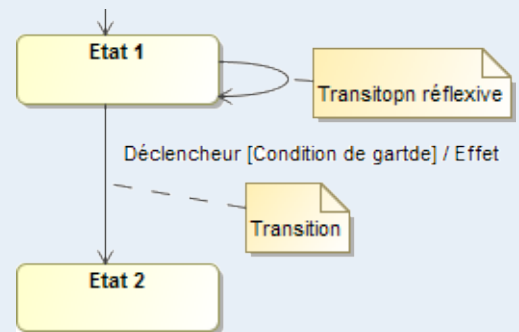 Etat 1
Transitopn réflexive
Déclencheur [Condition de gartde] / Effet
Transition
Etat 2